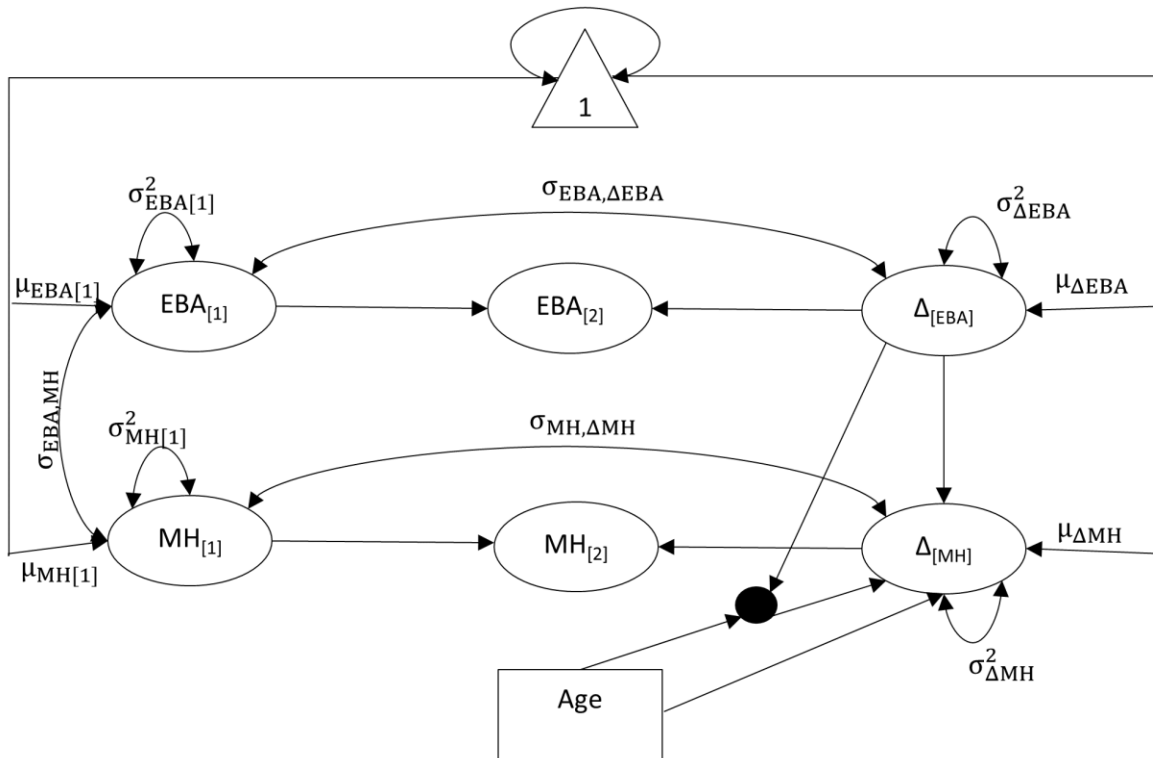 1
σ²EBA[1]
σEBA,ΔEBA
σ²ΔEBA
μEBA[1]
EBA[1]
EBA[2]
Δ[EBA]
μΔEBA
σEBA,MH
σ²MH[1]
σMH,ΔMH
MH[1]
MH[2]
Δ[MH]
μΔMH
μMH[1]
σ²ΔMH
Age